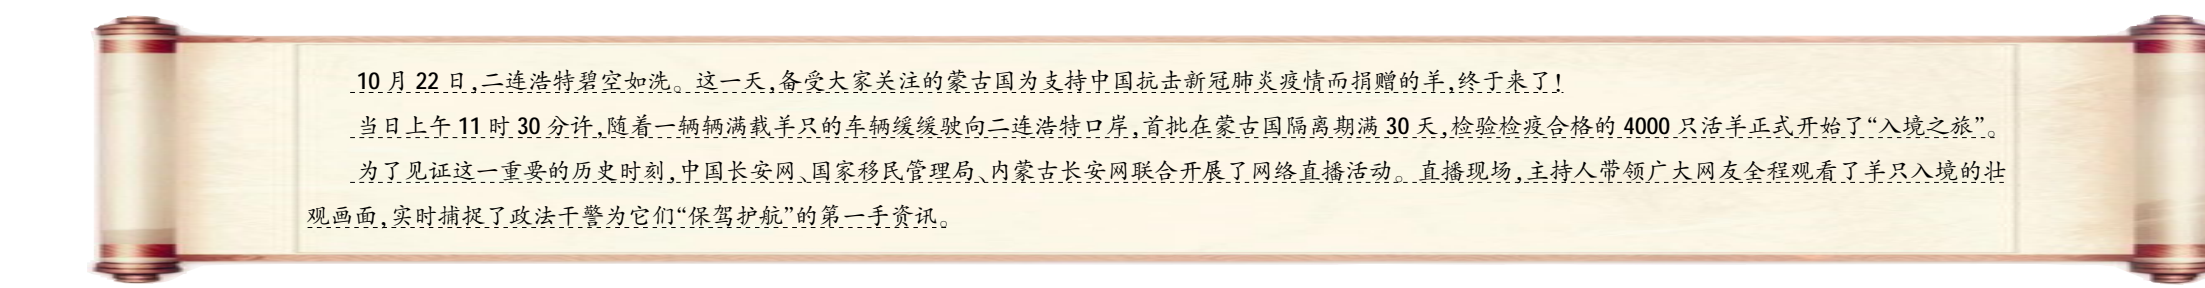 10月22日,二连浩特碧空如洗。这一天,备受大家关注的蒙古国为支持中国抗击新冠肺炎疫情而捐赠的羊,终于来了!
当日上午11时30分许,随着一辆辆满载羊只的车辆缓缓驶向二连浩特口岸,首批在蒙古国隔离期满30天,检验检疫合格的4000只活羊正式开始了“入境之旅”。
为了见证这一重要的历史时刻,中国长安网、国家移民管理局、内蒙古长安网联合开展了网络直播活动。直播现场,主持人带领广大网友全程观看了羊只入境的壮
观画面,实时捕捉了政法干警为它们“保驾护航”的第一手资讯。